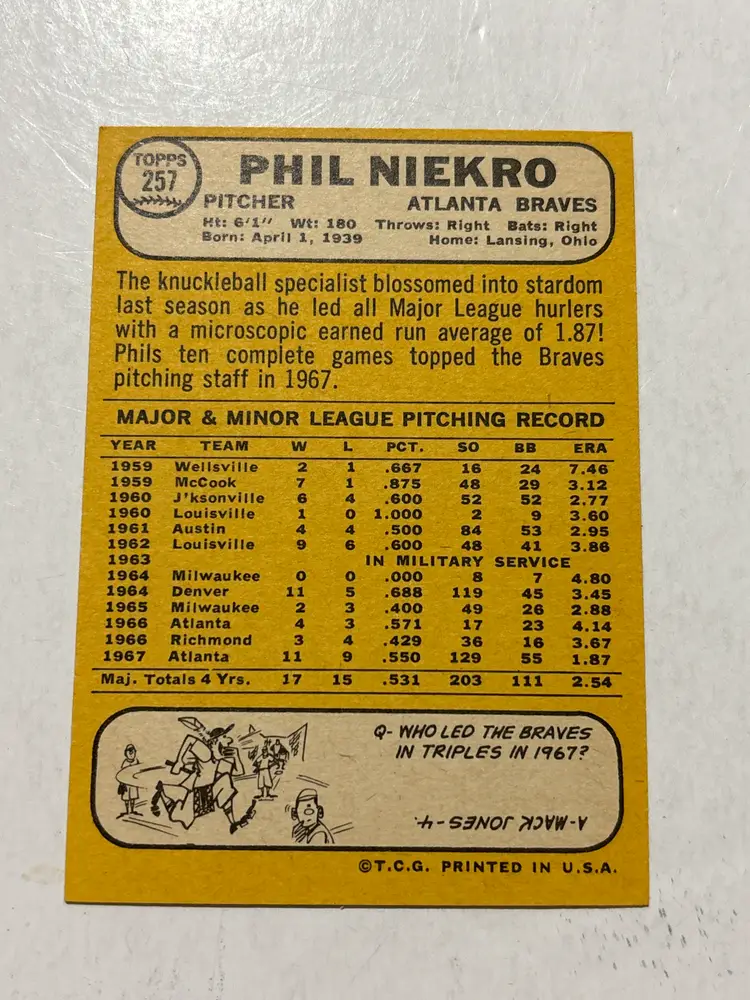 TOPPS
257
PHIL NIEKRO
PITCHER ATLANTA BRAVES
Ht: 6'1" Wt: 180 Throws: Right Bats: Right
Born: April 1, 1939 Home: Lansing, Ohio
The knuckleball specialist blossomed into stardom
last season as he led all Major League hurlers
with a microscopic earned run average of 1.87!
Phils ten complete games topped the Braves
pitching staff in 1967.
MAJOR & MINOR LEAGUE PITCHING RECORD
YEAR TEAM W L PCT. SO BB ERA
1959 Wellsville 2 1 .667 16 24 7.46
1959 McCook 7 1 .875 48 29 3.12
1960 J'ksonville 6 4 .600 52 52 2.77
1960 Louisville 1 0 1.000 2 9 3.60
1961 Austin 4 4 .500 84 53 2.95
1962 Louisville 9 6 .600 48 41 3.86
1963 IN MILITARY SERVICE
1964 Milwaukee 0 0 .000 8 7 4.80
1964 Denver 11 5 .688 119 45 3.45
1965 Milwaukee 2 3 .400 49 26 2.88
1966 Atlanta 4 3 .571 17 23 4.14
1966 Richmond 3 4 .429 36 16 3.67
1967 Atlanta 11 9 .550 129 55 1.87
Maj. Totals 4 Yrs. 17 15 .531 203 111 2.54
Q- WHO LED THE BRAVES
IN TRIPLES IN 1967?
A-MACK JONES-4.
©T.C.G. PRINTED IN U.S.A.